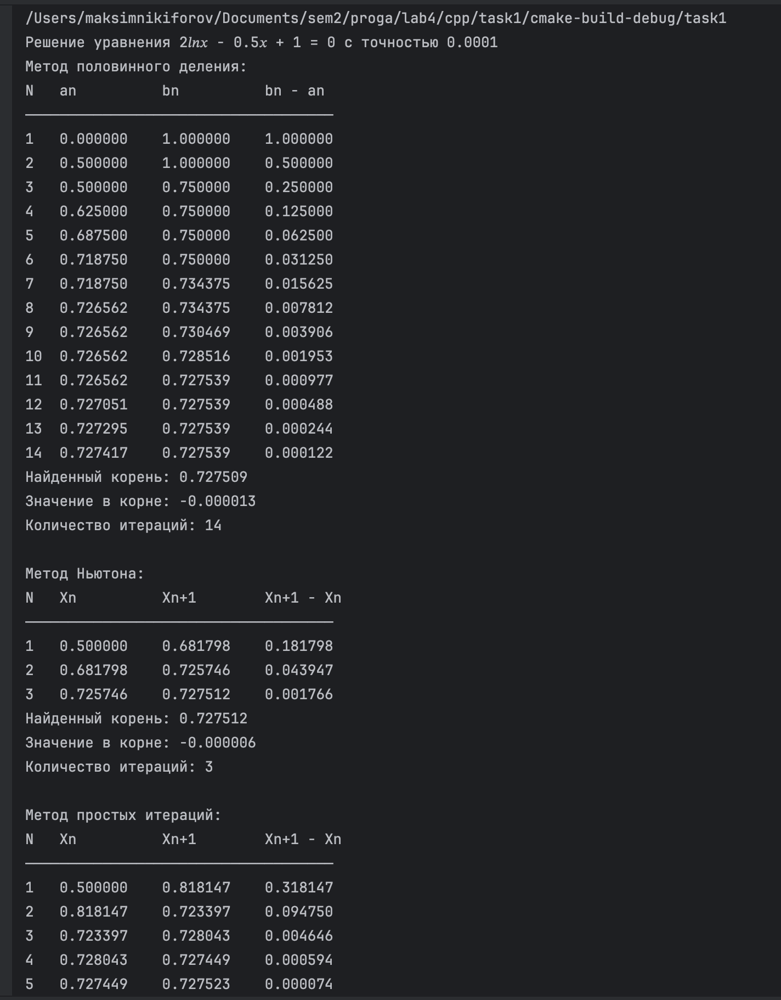 /Users/maksimnikiforov/Documents/sem2/proga/lab4/cpp/task1/cmake-build-debug/task1
Решение уравнения 2𝑙𝑛𝑥 - 0.5𝑥 + 1 = 0 с точностью 0.0001
Метод половинного деления:
N   an          bn          bn - an
____________________________________
1   0.000000    1.000000    1.000000
2   0.500000    1.000000    0.500000
3   0.500000    0.750000    0.250000
4   0.625000    0.750000    0.125000
5   0.687500    0.750000    0.062500
6   0.718750    0.750000    0.031250
7   0.718750    0.734375    0.015625
8   0.726562    0.734375    0.007812
9   0.726562    0.730469    0.003906
10  0.726562    0.728516    0.001953
11  0.726562    0.727539    0.000977
12  0.727051    0.727539    0.000488
13  0.727295    0.727539    0.000244
14  0.727417    0.727539    0.000122
Найденный корень: 0.727509
Значение в корне: -0.000013
Количество итераций: 14

Метод Ньютона:
N   Xn          Xn+1        Xn+1 - Xn
____________________________________
1   0.500000    0.681798    0.181798
2   0.681798    0.725746    0.043947
3   0.725746    0.727512    0.001766
Найденный корень: 0.727512
Значение в корне: -0.000006
Количество итераций: 3

Метод простых итераций:
N   Xn          Xn+1        Xn+1 - Xn
____________________________________
1   0.500000    0.818147    0.318147
2   0.818147    0.723397    0.094750
3   0.723397    0.728043    0.004646
4   0.728043    0.727449    0.000594
5   0.727449    0.727523    0.000074